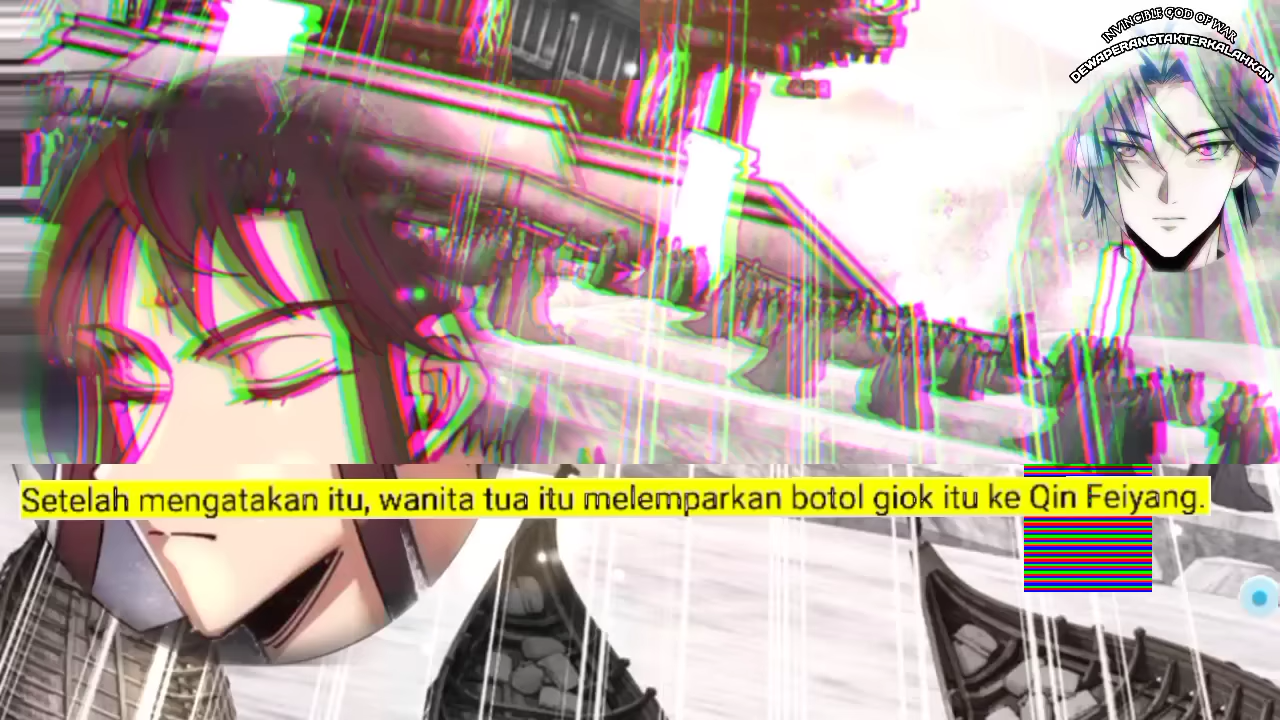 INVINCIBLE GOD OF WAR
DEWAPERANGTAKTERKALAHKAN
Setelah mengatakan itu, wanita tua itu melemparkan botol giok itu ke Qin Feiyang.